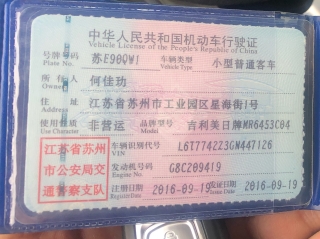 中华人民共和国机动车行驶证
Vehicle License of the People's Republic of China
号牌号码 苏E90QW1 车辆类型 小型普通客车
Plate No. Vehicle Type
所有人 何佳功
Owner
住址 江苏省苏州市工业园区星海街1号
Address
使用性质 非营运 品牌型号 吉利美日牌MR6453C04
Use Character Model
江苏省苏州
市公安局交
通警察支队
车辆识别代号 L6T7742Z3GN447126
VIN
发动机号码 G8C209419
Engine No.
注册日期 2016-09-19 发证日期 2016-09-19
Register Date Issue Date